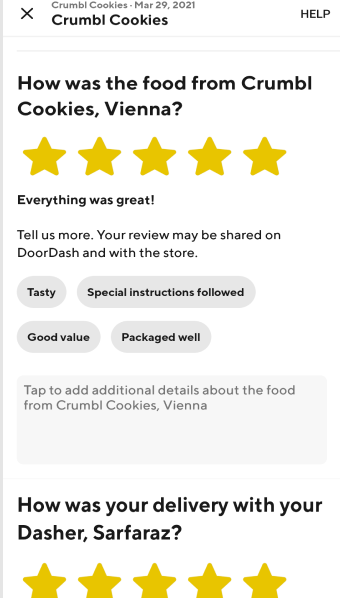 Crumbl Cookies · Mar 29, 2021
Crumbl Cookies
HELP
How was the food from Crumbl
Cookies, Vienna?
Everything was great!
Tell us more. Your review may be shared on
DoorDash and with the store.
Tasty
Special instructions followed
Good value
Packaged well
Tap to add additional details about the food
from Crumbl Cookies, Vienna
How was your delivery with your
Dasher, Sarfaraz?